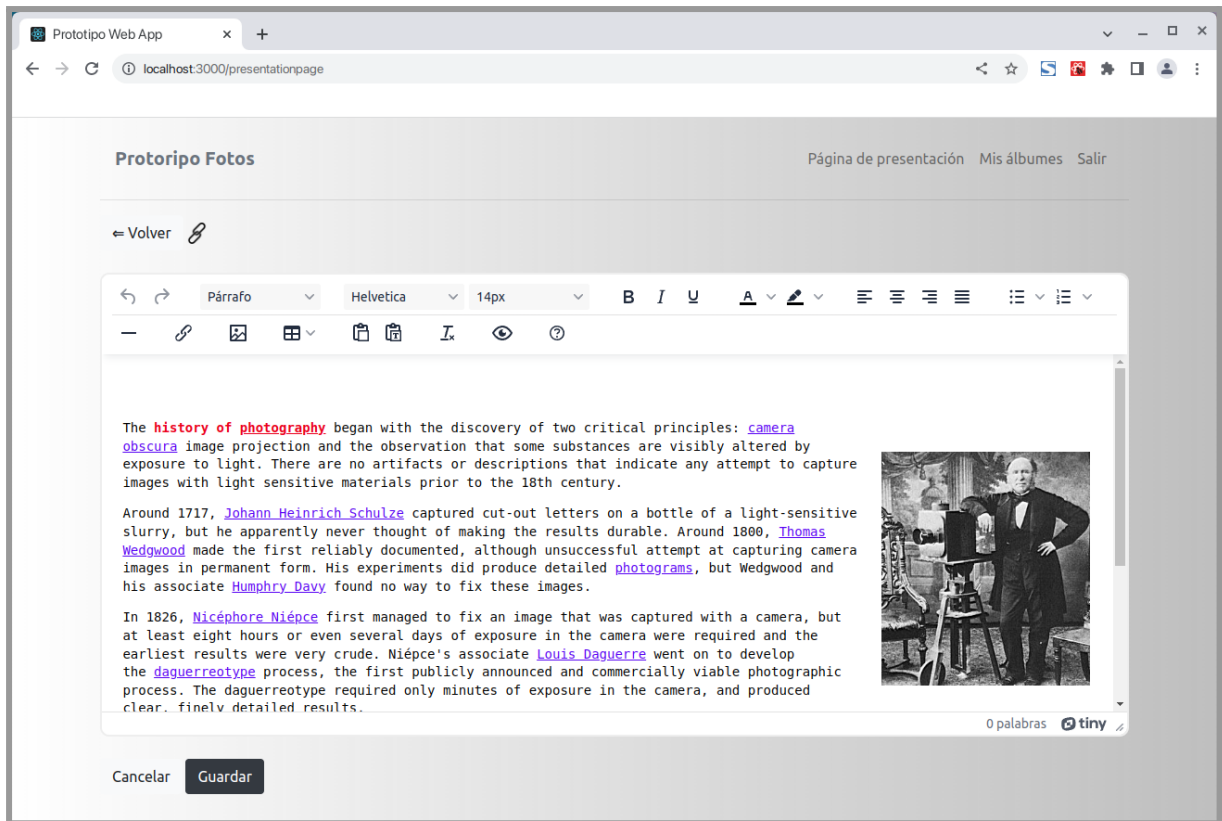 Prototipo Web App
localhost:3000/presentationpage
Protoripo Fotos
Página de presentación Mis álbumes Salir
⇐ Volver
Párrafo Helvetica 14px B I U A
The history of photography began with the discovery of two critical principles: camera
obscura image projection and the observation that some substances are visibly altered by
exposure to light. There are no artifacts or descriptions that indicate any attempt to capture
images with light sensitive materials prior to the 18th century.
Around 1717, Johann Heinrich Schulze captured cut-out letters on a bottle of a light-sensitive
slurry, but he apparently never thought of making the results durable. Around 1800, Thomas
Wedgwood made the first reliably documented, although unsuccessful attempt at capturing camera
images in permanent form. His experiments did produce detailed photograms, but Wedgwood and
his associate Humphry Davy found no way to fix these images.
In 1826, Nicéphore Niépce first managed to fix an image that was captured with a camera, but
at least eight hours or even several days of exposure in the camera were required and the
earliest results were very crude. Niépce's associate Louis Daguerre went on to develop
the daguerreotype process, the first publicly announced and commercially viable photographic
process. The daguerreotype required only minutes of exposure in the camera, and produced
clear, finely detailed results.
0 palabras tiny
Cancelar Guardar